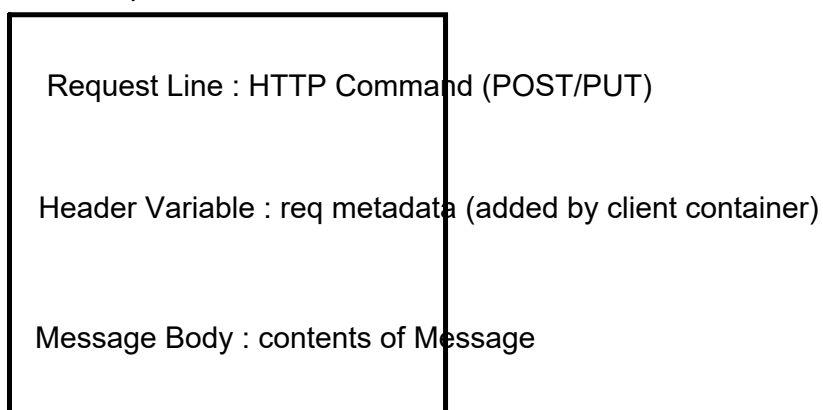 Request Line : HTTP Command (POST/PUT)
Header Variable : req metadata (added by client container)
Message Body : contents of Message